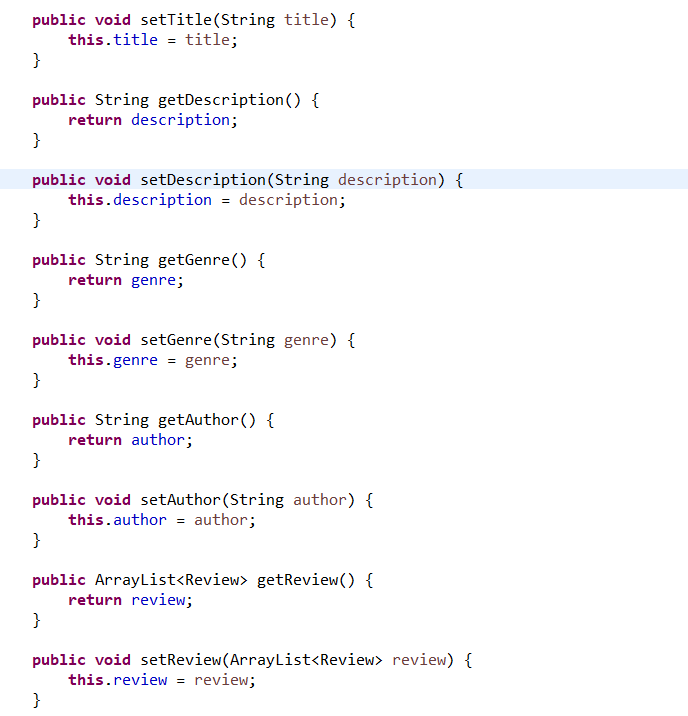 public void setTitle(String title) {
    this.title = title;
}

public String getDescription() {
    return description;
}

public void setDescription(String description) {
    this.description = description;
}

public String getGenre() {
    return genre;
}

public void setGenre(String genre) {
    this.genre = genre;
}

public String getAuthor() {
    return author;
}

public void setAuthor(String author) {
    this.author = author;
}

public ArrayList<Review> getReview() {
    return review;
}

public void setReview(ArrayList<Review> review) {
    this.review = review;
}